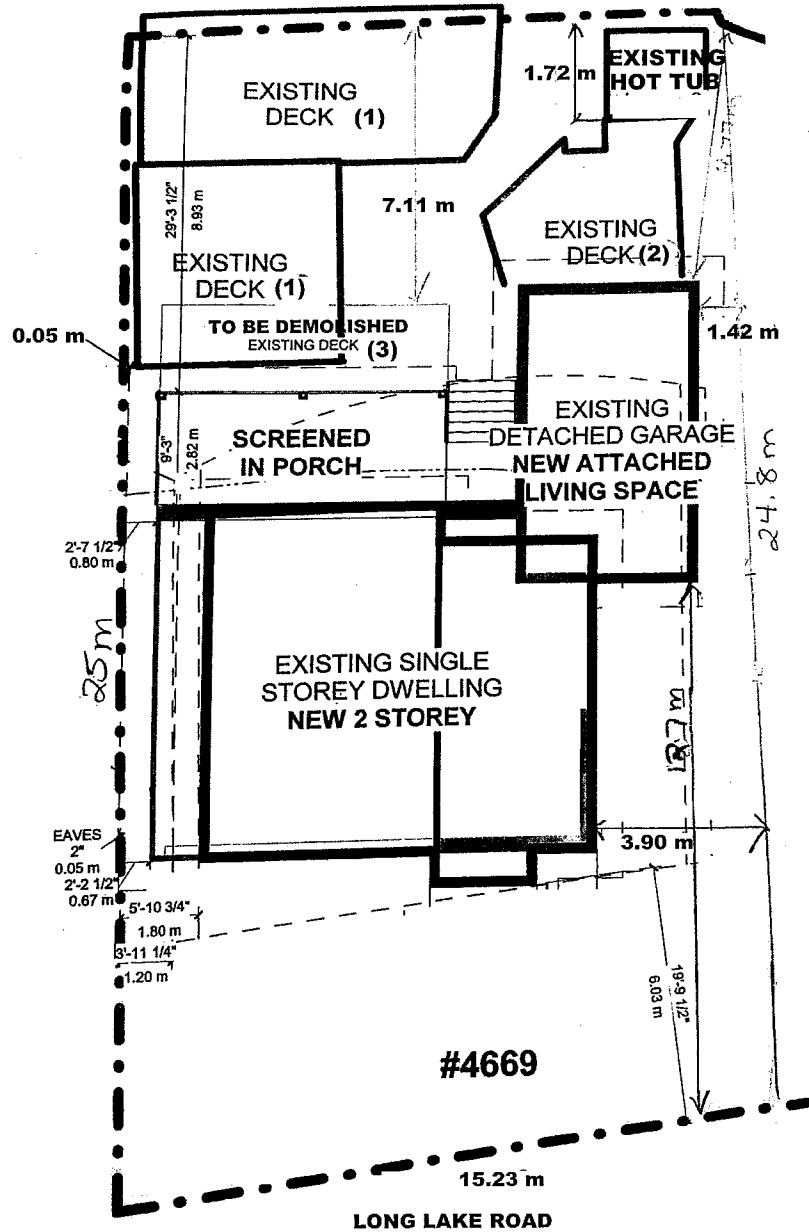 EXISTING
DECK (1)
1.72 m
EXISTING
HOT TUB
29'-3 1/2"
8.93 m
7.11 m
EXISTING
DECK (1)
EXISTING
DECK (2)
0.05 m
TO BE DEMOLISHED
EXISTING DECK (3)
1.42 m
9'-3"
2.82 m
SCREENED
IN PORCH
EXISTING
DETACHED GARAGE
NEW ATTACHED
LIVING SPACE
24.8 m
2'-7 1/2"
0.80 m
25 m
EXISTING SINGLE
STOREY DWELLING
NEW 2 STOREY
EAVES
2"
0.05 m
2'-2 1/2"
0.67 m
3.90 m
5'-10 3/4"
1.80 m
3'-11 1/4"
1.20 m
19'-9 1/2"
6.03 m
#4669
15.23 m
LONG LAKE ROAD